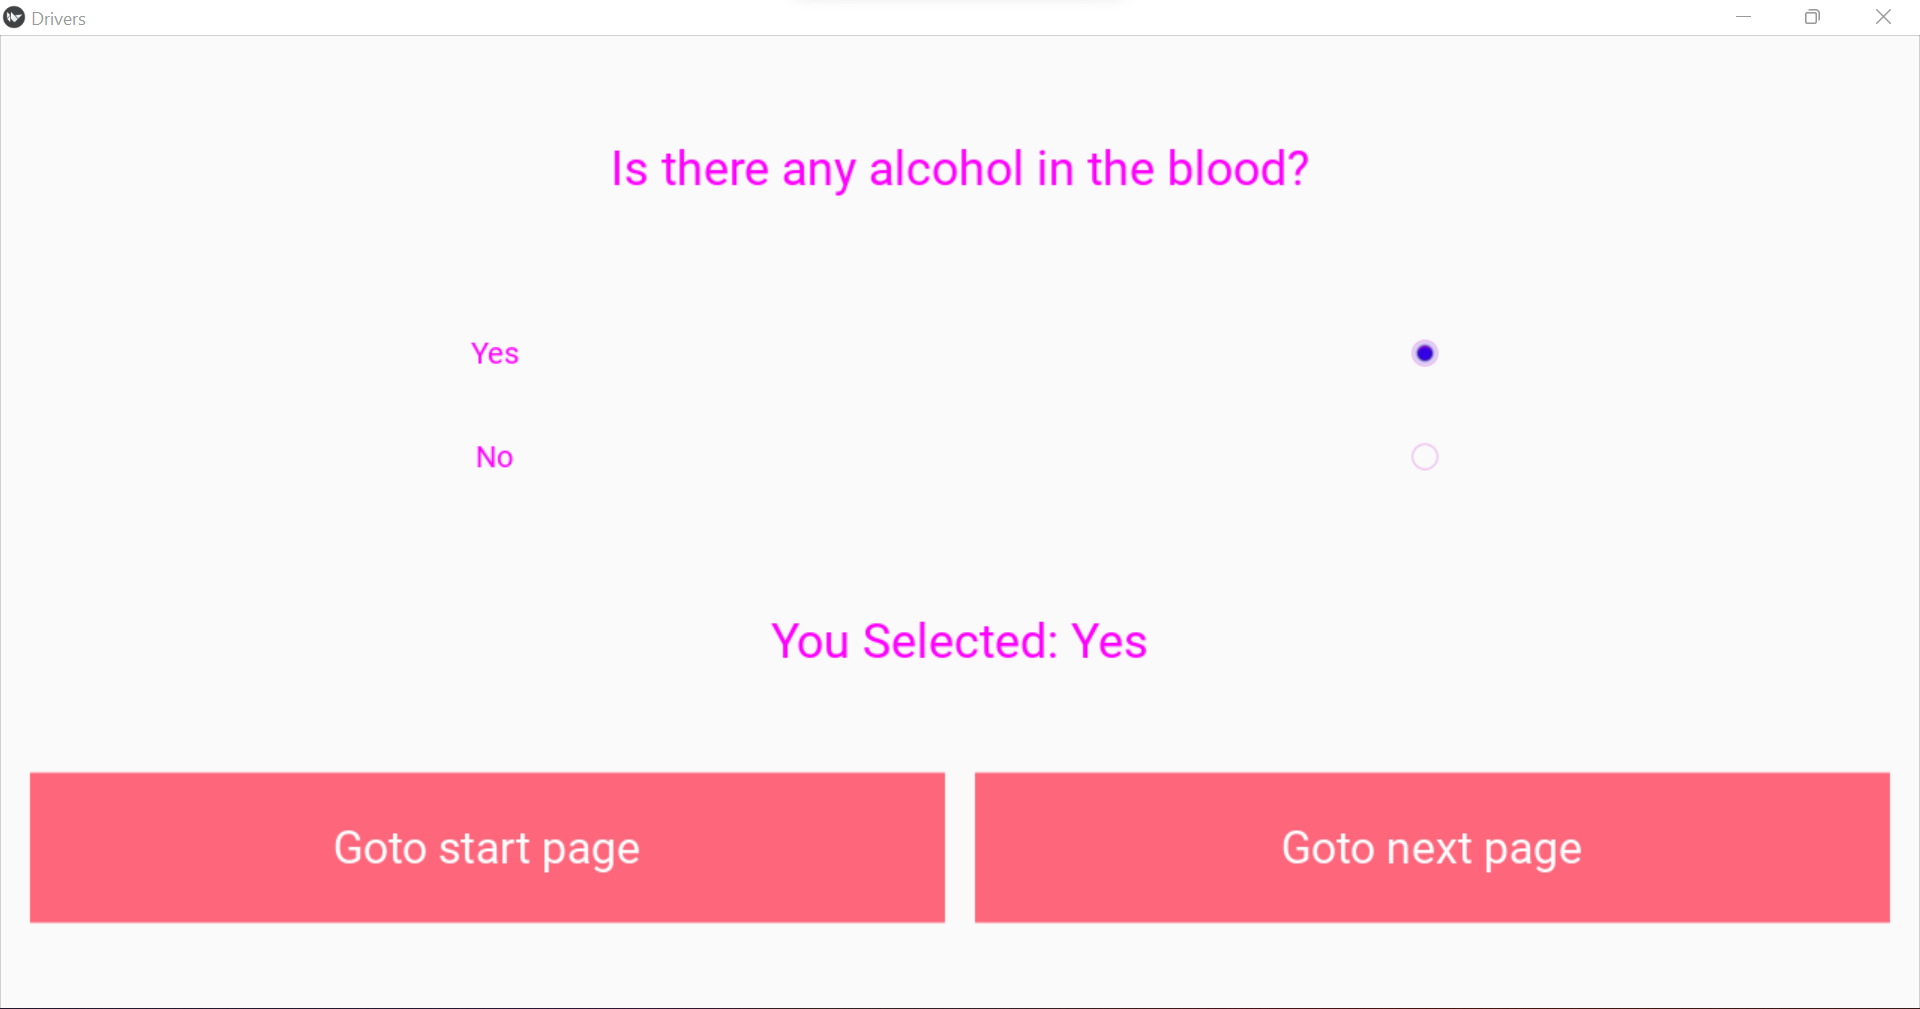 Drivers
Is there any alcohol in the blood?
Yes
No
You Selected: Yes
Goto start page
Goto next page